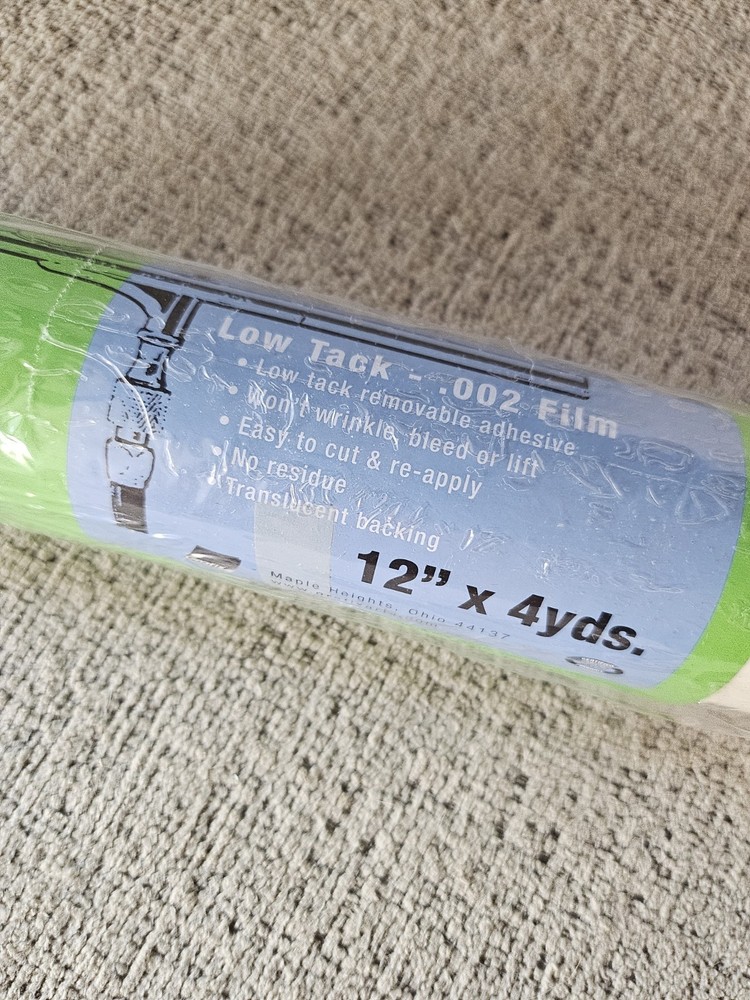 Low Tack - .002 Film
• Low tack removable adhesive
• Won't wrinkle, bleed or lift
• Easy to cut & re-apply
• No residue
• Translucent backing
12" x 4yds.
Maple Heights, Ohio 44137